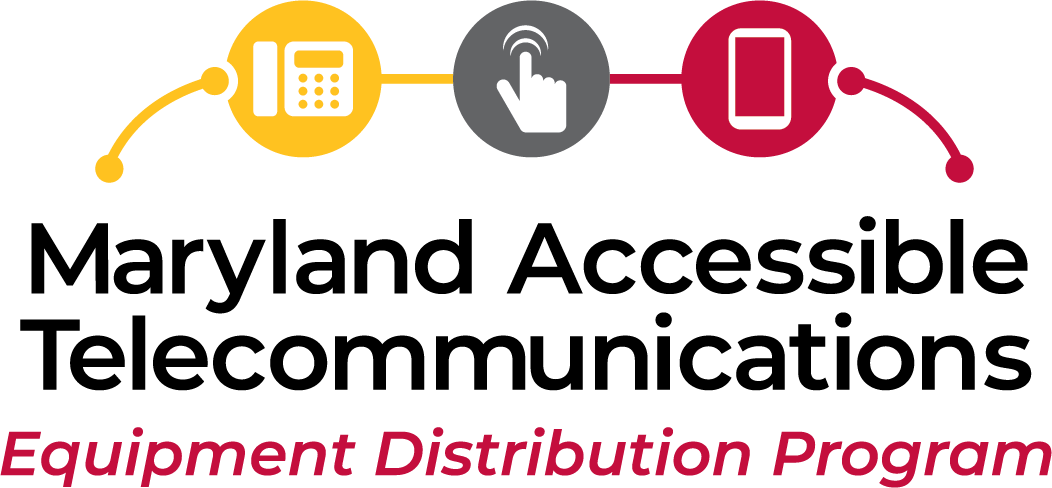 Maryland Accessible
Telecommunications
Equipment Distribution Program